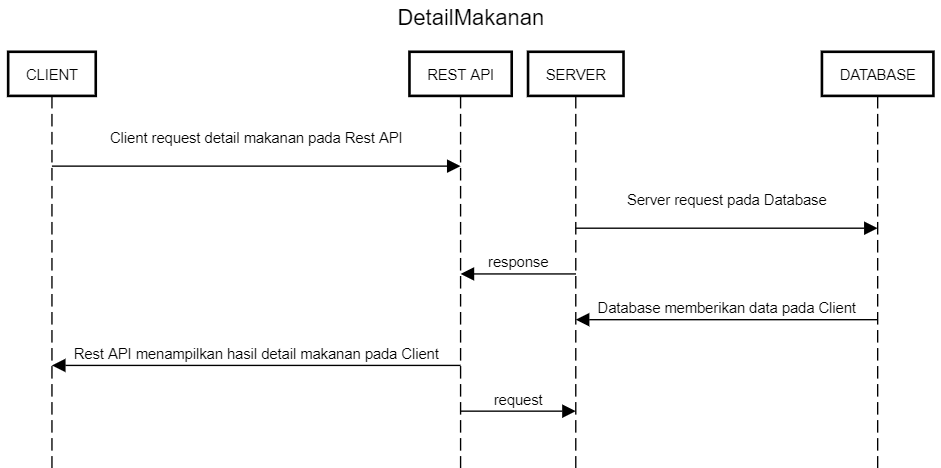 DetailMakanan
CLIENT
REST API
SERVER
DATABASE
Client request detail makanan pada Rest API
Server request pada Database
response
Database memberikan data pada Client
Rest API menampilkan hasil detail makanan pada Client
request